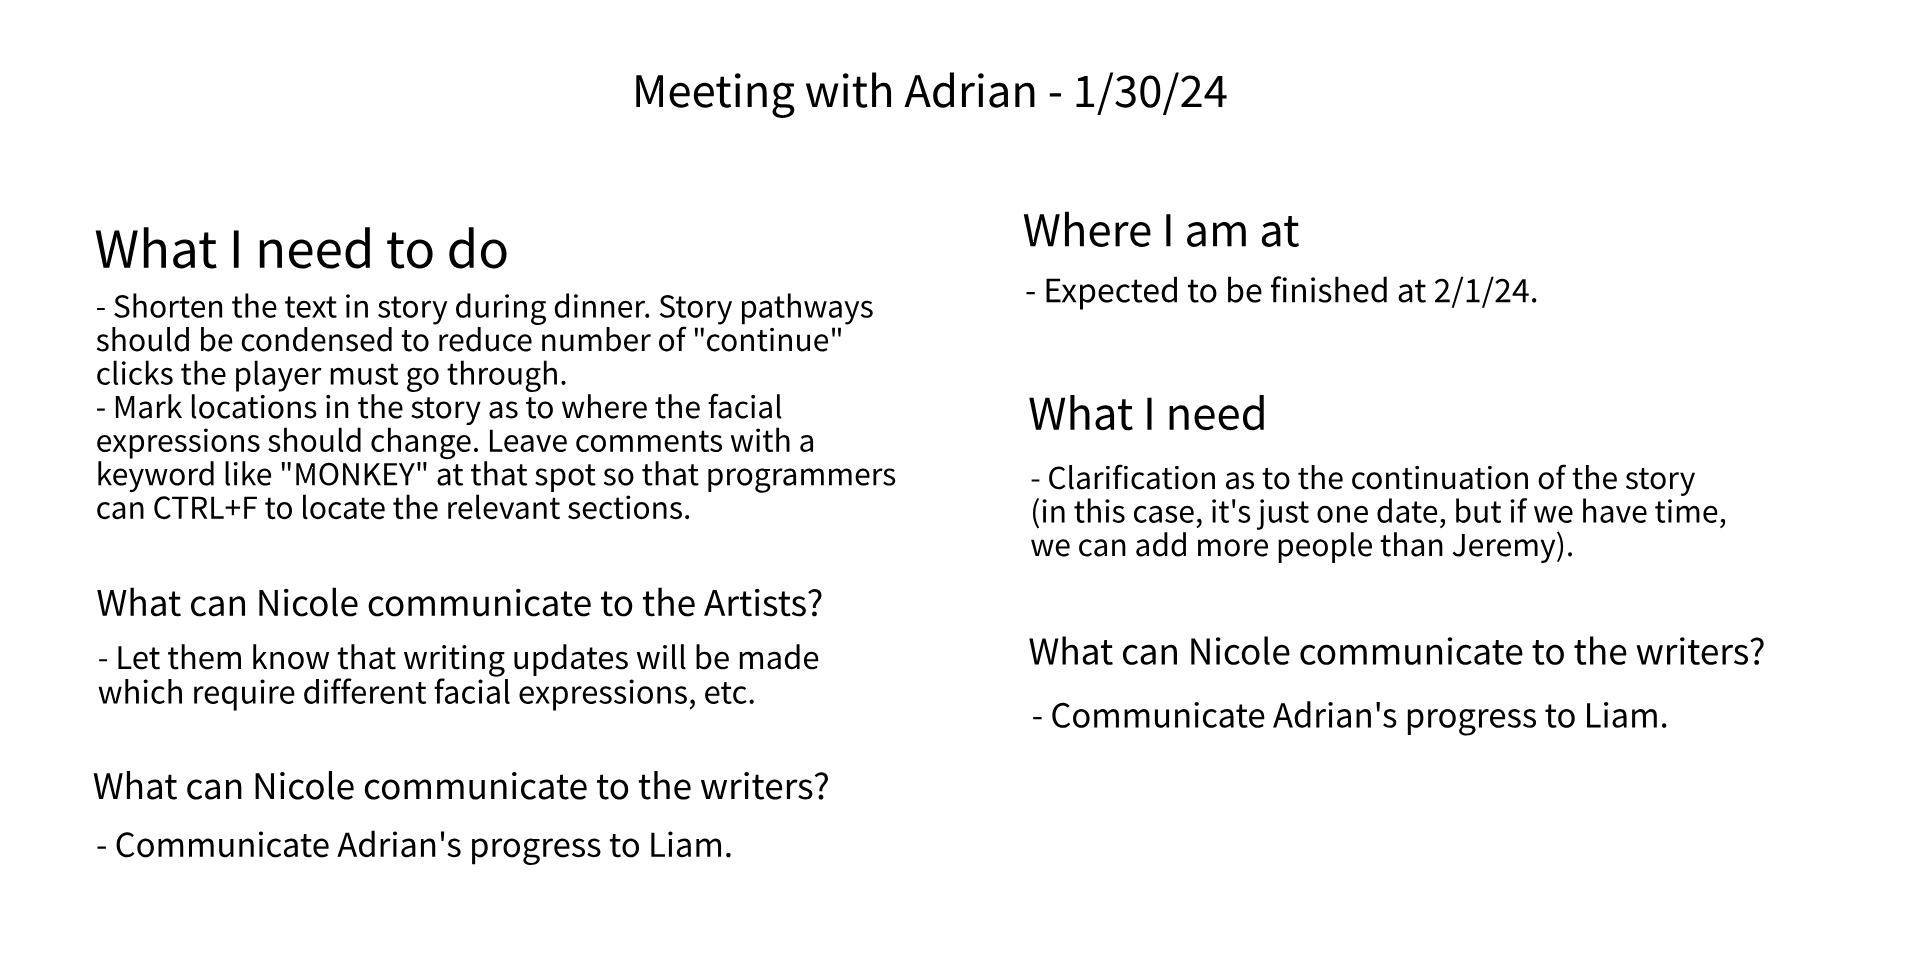 Meeting with Adrian - 1/30/24
What I need to do
- Shorten the text in story during dinner. Story pathways
should be condensed to reduce number of "continue"
clicks the player must go through.
- Mark locations in the story as to where the facial
expressions should change. Leave comments with a
keyword like "MONKEY" at that spot so that programmers
can CTRL+F to locate the relevant sections.
What can Nicole communicate to the Artists?
- Let them know that writing updates will be made
which require different facial expressions, etc.
What can Nicole communicate to the writers?
- Communicate Adrian's progress to Liam.
Where I am at
- Expected to be finished at 2/1/24.
What I need
- Clarification as to the continuation of the story
(in this case, it's just one date, but if we have time,
we can add more people than Jeremy).
What can Nicole communicate to the writers?
- Communicate Adrian's progress to Liam.